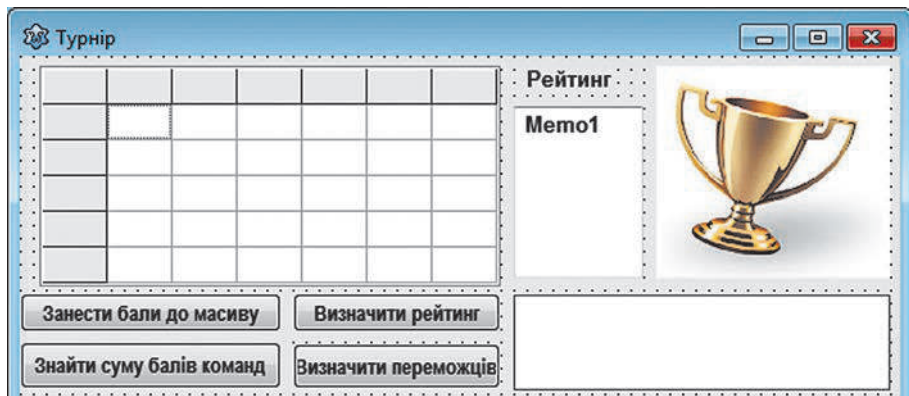 Турнір
Рейтинг
Memo1
Занести бали до масиву
Визначити рейтинг
Знайти суму балів команд
Визначити переможців